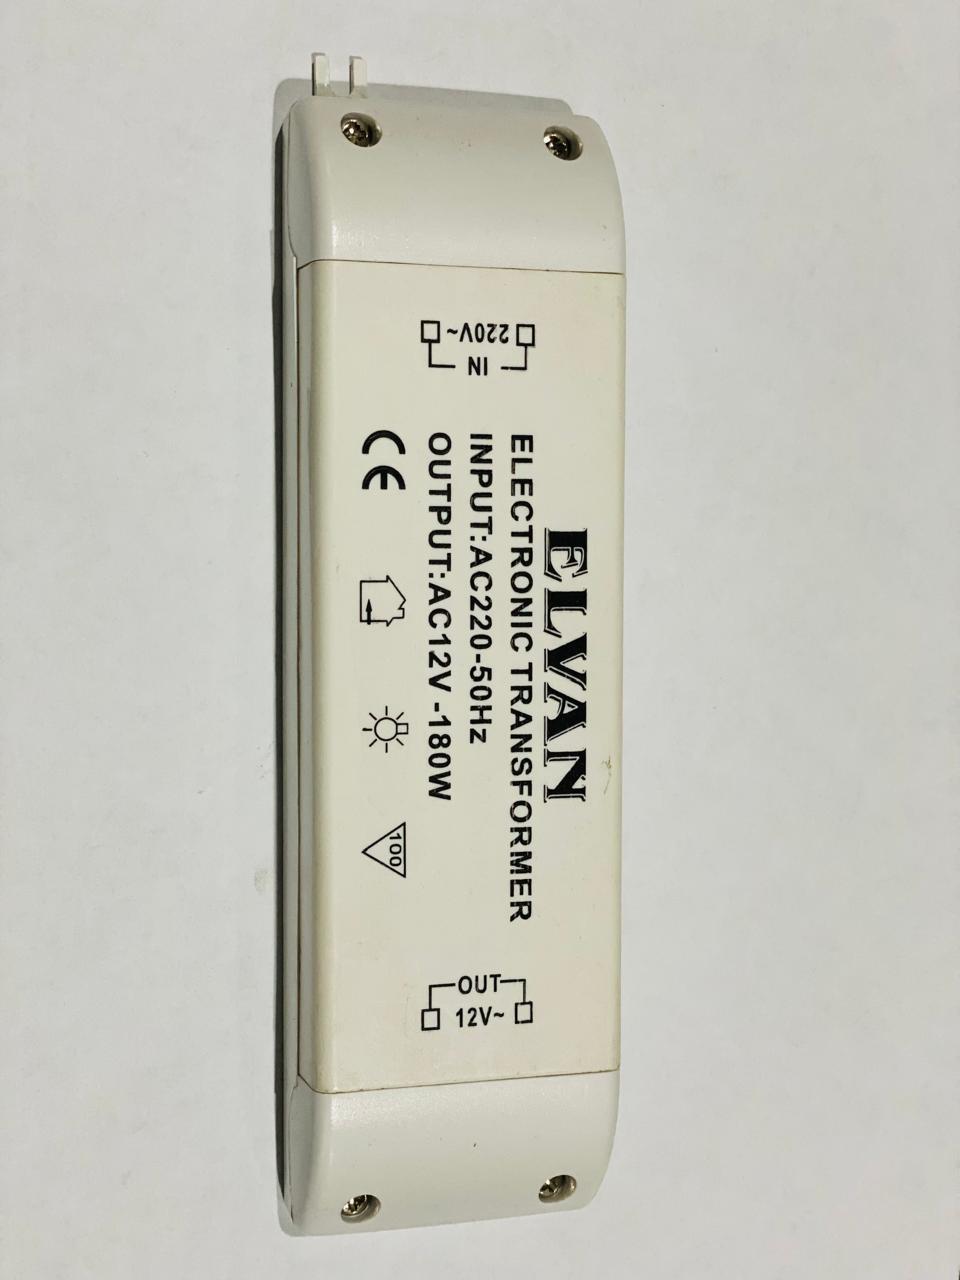 ELVAN
ELECTRONIC TRANSFORMER
INPUT:AC220-50Hz
OUTPUT:AC12V -180W
CE
100
IN
220V~
OUT
12V~